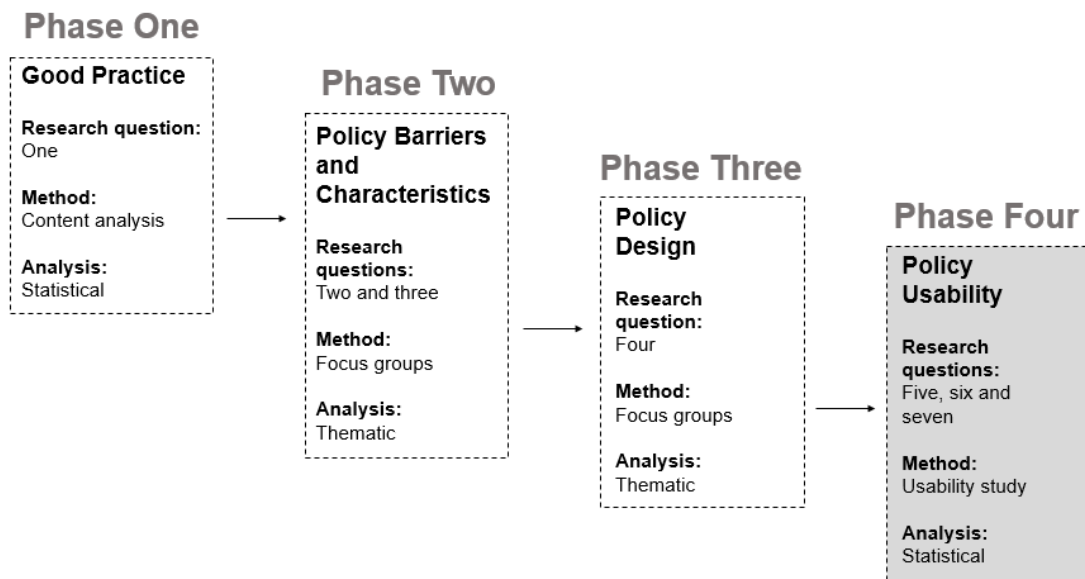 Phase One
Good Practice
Research question:
One
Method:
Content analysis
Analysis:
Statistical
Phase Two
Policy Barriers
and
Characteristics
Research
questions:
Two and three
Method:
Focus groups
Analysis:
Thematic
Phase Three
Policy
Design
Research
question:
Four
Method:
Focus groups
Analysis:
Thematic
Phase Four
Policy
Usability
Research
questions:
Five, six and
seven
Method:
Usability study
Analysis:
Statistical